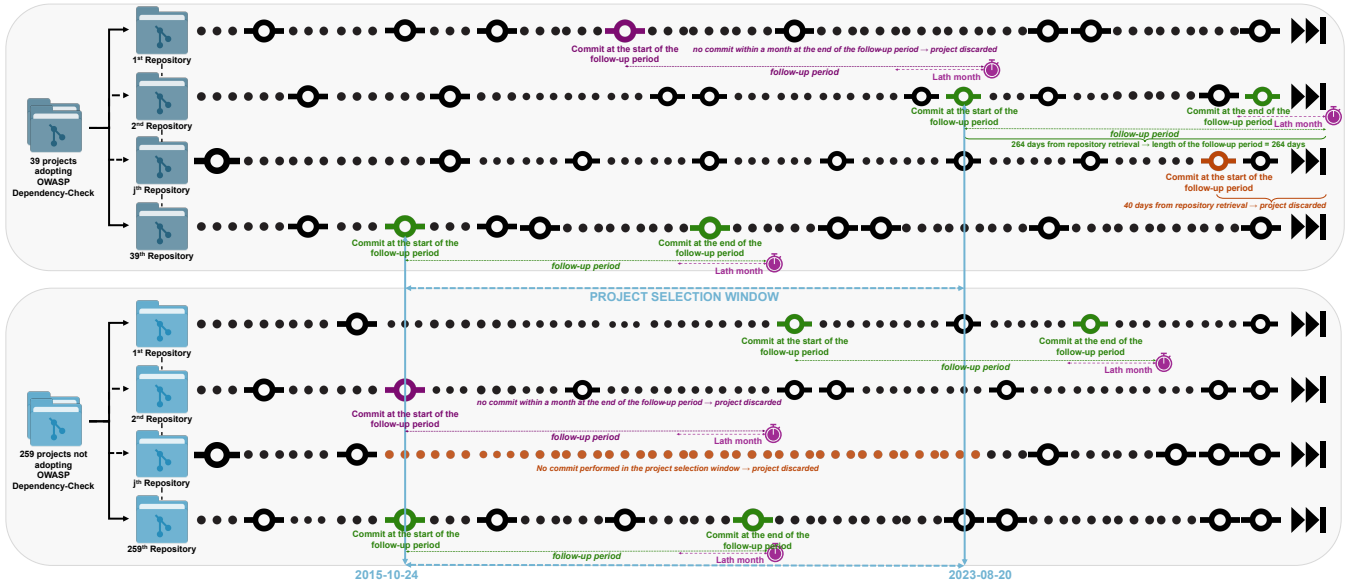 1st Repository
Commit at the start of the
follow-up period
no commit within a month at the end of the follow-up period → project discarded
follow-up period
Lath month
2nd Repository
Commit at the start of the
follow-up period
Commit at the end of the
follow-up period
Lath month
follow-up period
264 days from repository retrieval → length of the follow-up period = 264 days
39 projects
adopting
OWASP
Dependency-Check
jth Repository
Commit at the start of the
follow-up period
40 days from repository retrieval → project discarded
39th Repository
Commit at the start of the
follow-up period
Commit at the end of the
follow-up period
follow-up period
Lath month
PROJECT SELECTION WINDOW
1st Repository
Commit at the start of the
follow-up period
Commit at the end of the
follow-up period
follow-up period
Lath month
2nd Repository
no commit within a month at the end of the follow-up period → project discarded
Commit at the start of the
follow-up period
follow-up period
Lath month
259 projects not
adopting
OWASP
Dependency-Check
jth Repository
No commit performed in the project selection window → project discarded
259th Repository
Commit at the start of the
follow-up period
Commit at the end of the
follow-up period
follow-up period
Lath month
2015-10-24
2023-08-20